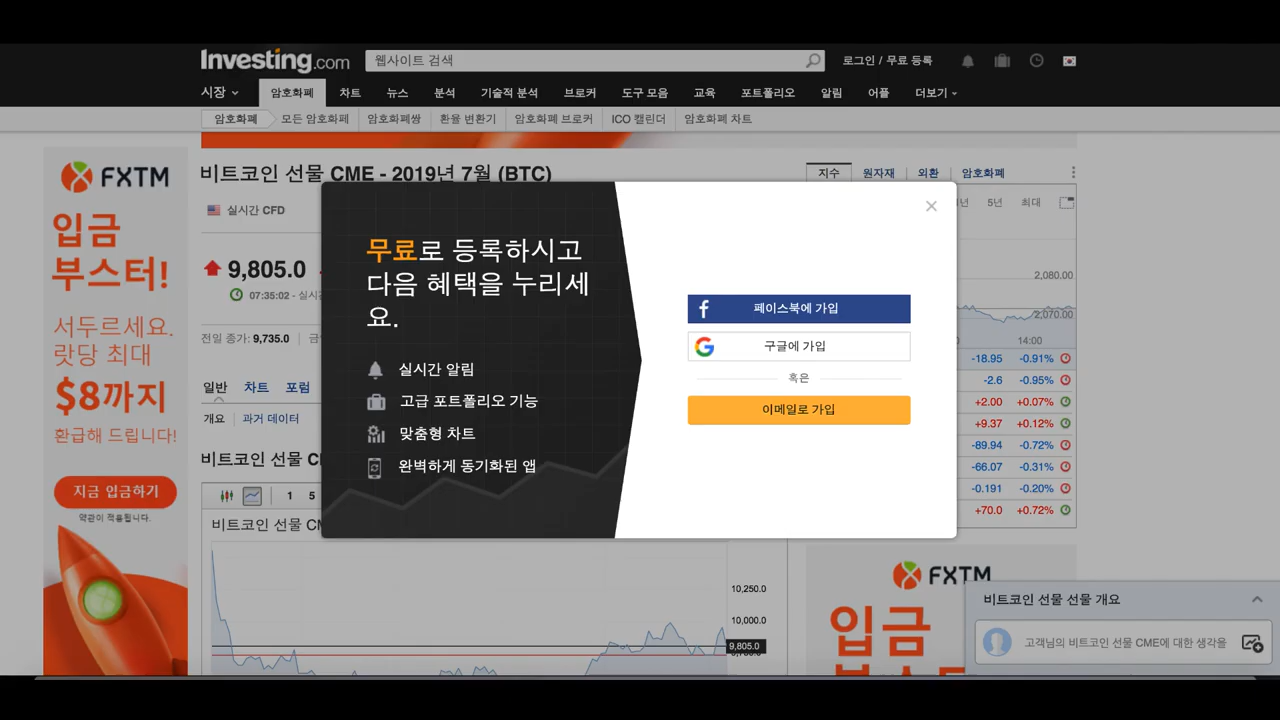 Investing.com
웹사이트 검색
로그인 / 무료 등록
시장
암호화폐
차트
뉴스
분석
기술적 분석
브로커
도구 모음
교육
포트폴리오
알림
어플
더보기
암호화폐
모든 암호화폐
암호화폐쌍
환율 변환기
암호화폐 브로커
ICO 캘린더
암호화폐 차트
FXTM
입금
부스터!
서두르세요.
랏당 최대
$8까지
환급해 드립니다!
지금 입금하기
약관이 적용됩니다.
비트코인 선물 CME - 2019년 7월 (BTC)
실시간 CFD
9,805.0
07:35:02 - 실시
전일 종가: 9,735.0
일반
차트
포럼
개요
과거 데이터
비트코인 선물
1
5
비트코인 선물 CM
10,250.0
10,000.0
9,805.0
무료로 등록하시고
다음 혜택을 누리세
요.
실시간 알림
고급 포트폴리오 기능
맞춤형 차트
완벽하게 동기화된 앱
페이스북에 가입
구글에 가입
혹은
이메일로 가입
지수
원자재
외환
암호화폐
5년
최대
2,080.00
2,070.00
14:00
-18.95 -0.91%
-2.6 -0.95%
+2.00 +0.07%
+9.37 +0.12%
-89.94 -0.72%
-66.07 -0.31%
-0.191 -0.20%
+70.0 +0.72%
FXTM
입금
비트코인 선물 선물 개요
고객님의 비트코인 선물 CME에 대한 생각을